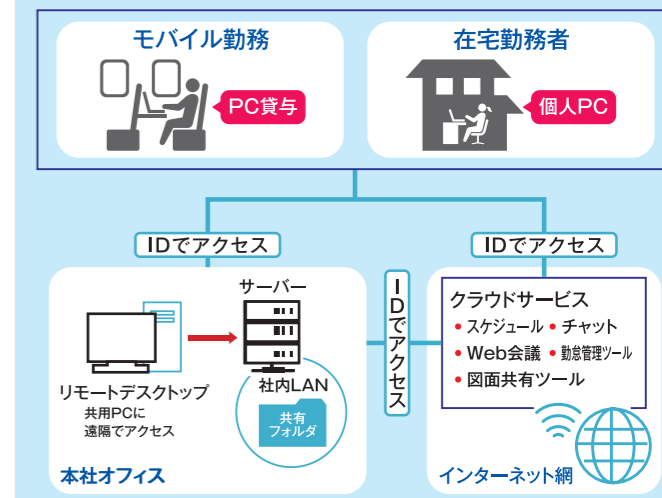 モバイル勤務
PC貸与
在宅勤務者
個人PC
IDでアクセス
IDでアクセス
サーバー
リモートデスクトップ
共用PCに
遠隔でアクセス
社内LAN
共有
フォルダ
本社オフィス
IDでアクセス
クラウドサービス
• スケジュール • チャット
• Web会議 • 勤怠管理ツール
• 図面共有ツール
インターネット網